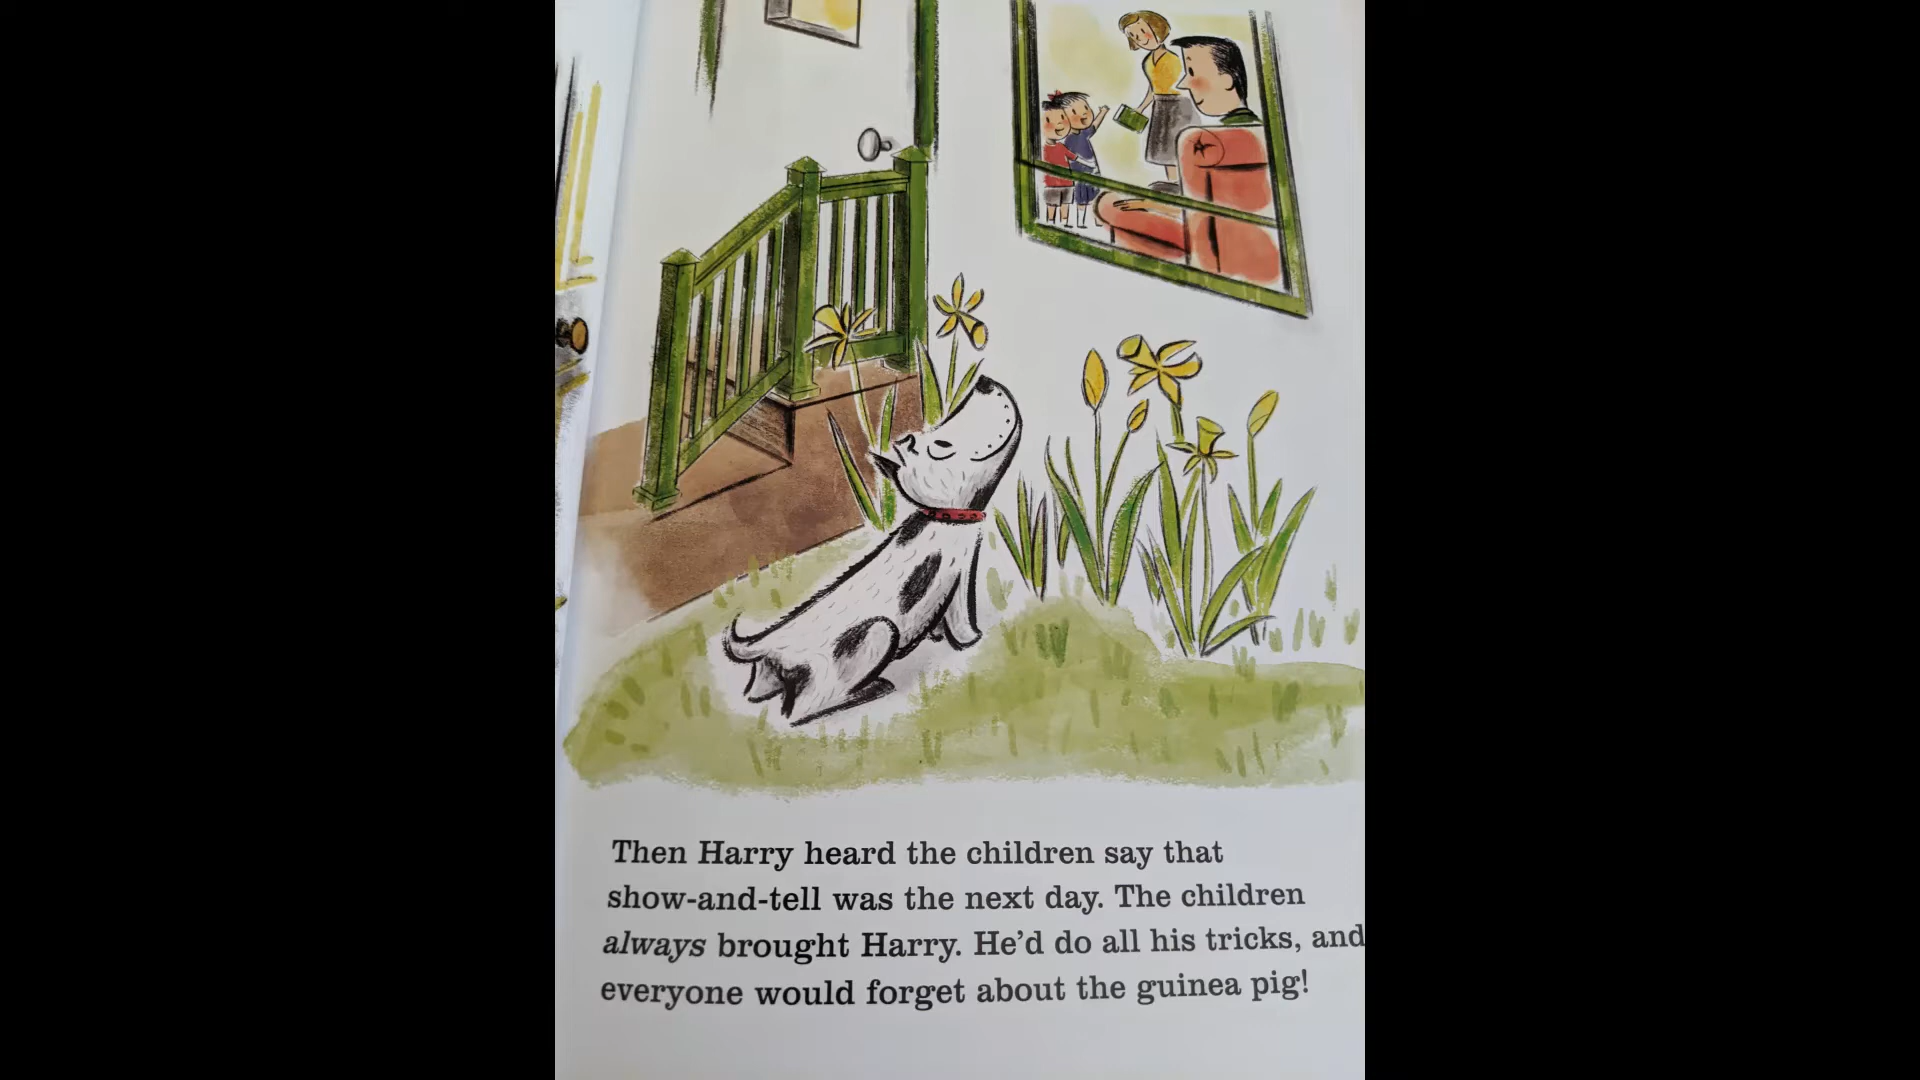 Then Harry heard the children say that
show-and-tell was the next day. The children
always brought Harry. He’d do all his tricks, and
everyone would forget about the guinea pig!